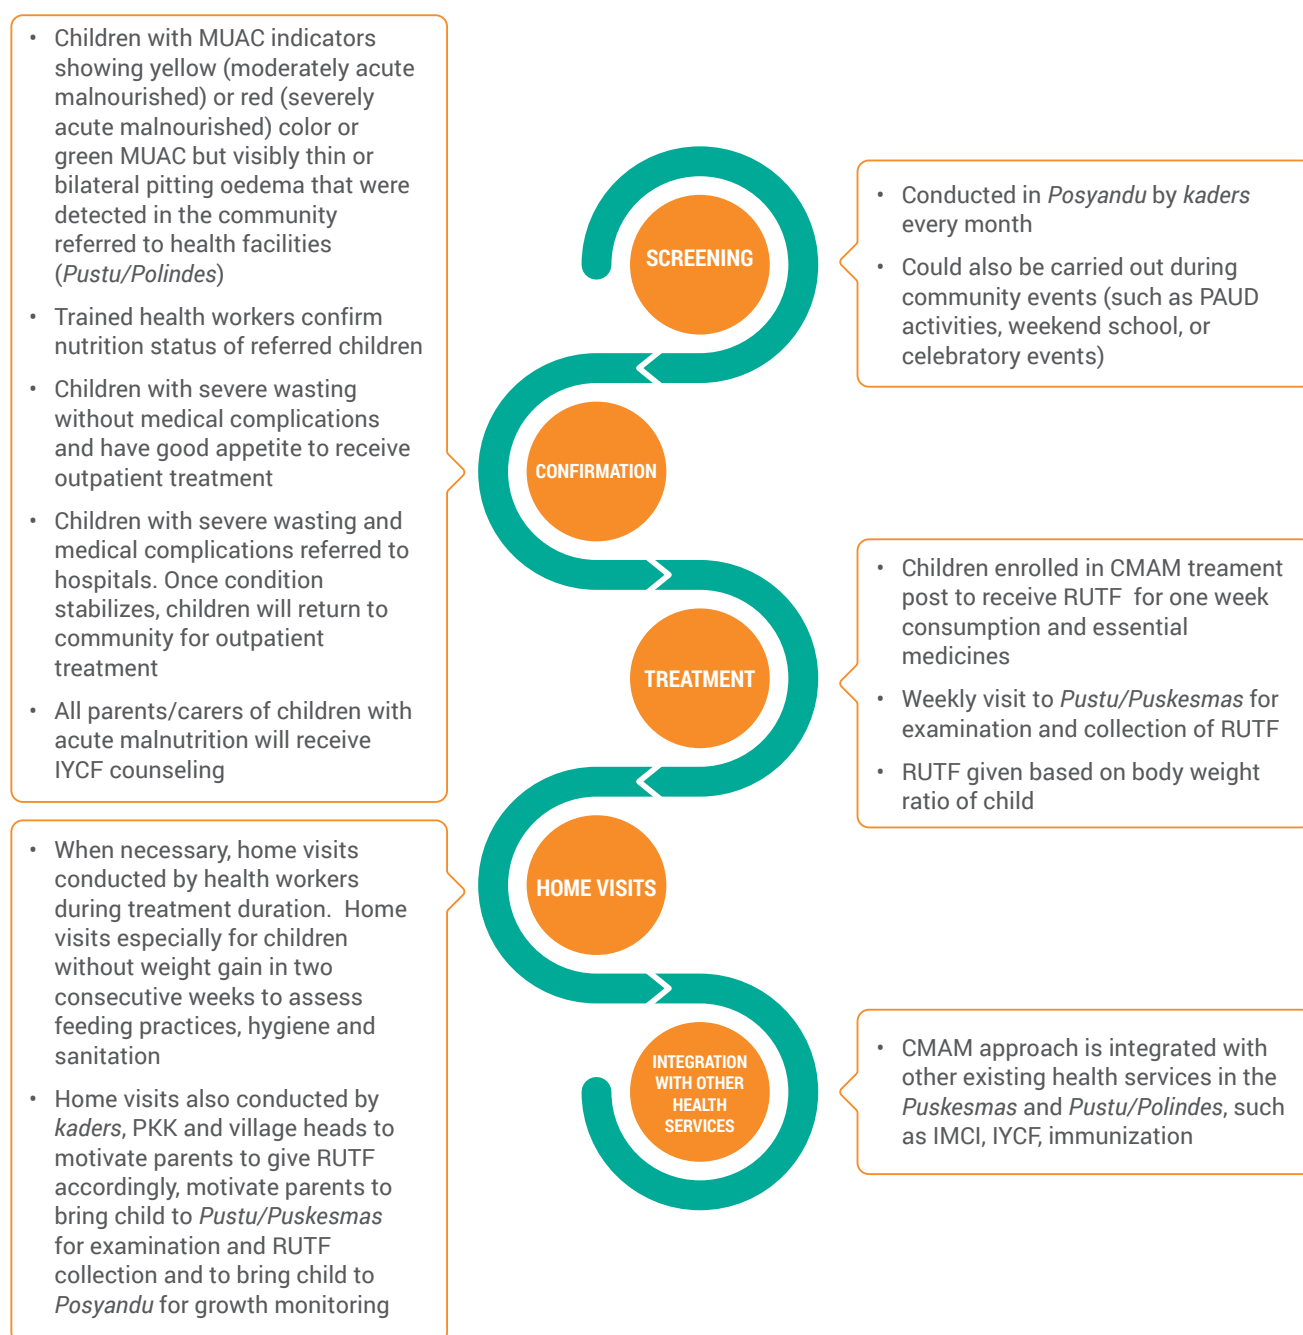 SCREENING
• Conducted in Posyandu by kaders
every month
• Could also be carried out during
community events (such as PAUD
activities, weekend school, or
celebratory events)
CONFIRMATION
• Children with MUAC indicators
showing yellow (moderately acute
malnourished) or red (severely
acute malnourished) color or
green MUAC but visibly thin or
bilateral pitting oedema that were
detected in the community
referred to health facilities
(Pustu/Polindes)
• Trained health workers confirm
nutrition status of referred children
• Children with severe wasting
without medical complications
and have good appetite to receive
outpatient treatment
• Children with severe wasting and
medical complications referred to
hospitals. Once condition
stabilizes, children will return to
community for outpatient
treatment
• All parents/carers of children with
acute malnutrition will receive
IYCF counseling
TREATMENT
• Children enrolled in CMAM treament
post to receive RUTF for one week
consumption and essential
medicines
• Weekly visit to Pustu/Puskesmas for
examination and collection of RUTF
• RUTF given based on body weight
ratio of child
HOME VISITS
• When necessary, home visits
conducted by health workers
during treatment duration. Home
visits especially for children
without weight gain in two
consecutive weeks to assess
feeding practices, hygiene and
sanitation
• Home visits also conducted by
kaders, PKK and village heads to
motivate parents to give RUTF
accordingly, motivate parents to
bring child to Pustu/Puskesmas
for examination and RUTF
collection and to bring child to
Posyandu for growth monitoring
INTEGRATION
WITH OTHER
HEALTH
SERVICES
• CMAM approach is integrated with
other existing health services in the
Puskesmas and Pustu/Polindes, such
as IMCI, IYCF, immunization